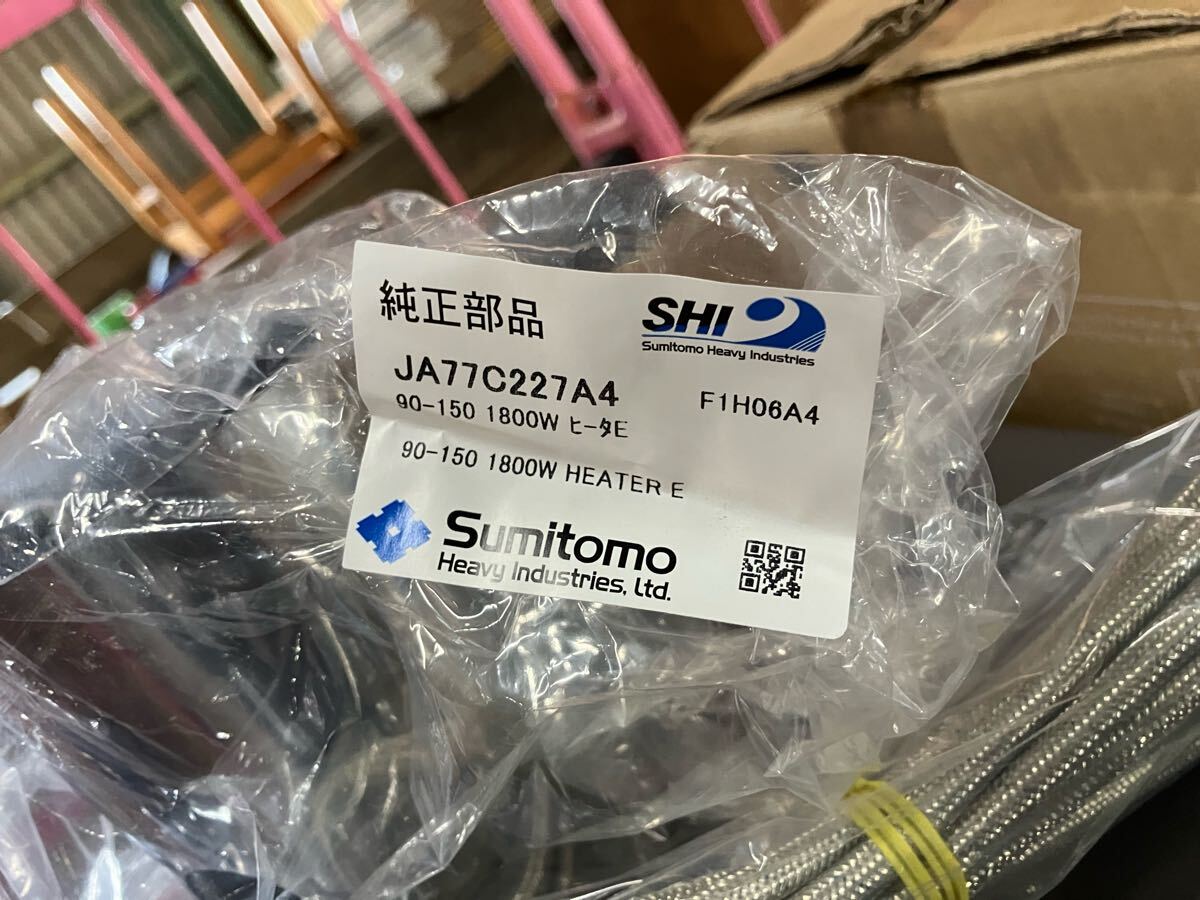 純正部品
SHI
Sumitomo Heavy Industries
JA77C227A4
F1H06A4
90-150 1800W ヒータE
90-150 1800W HEATER E
Sumitomo
Heavy Industries, Ltd.